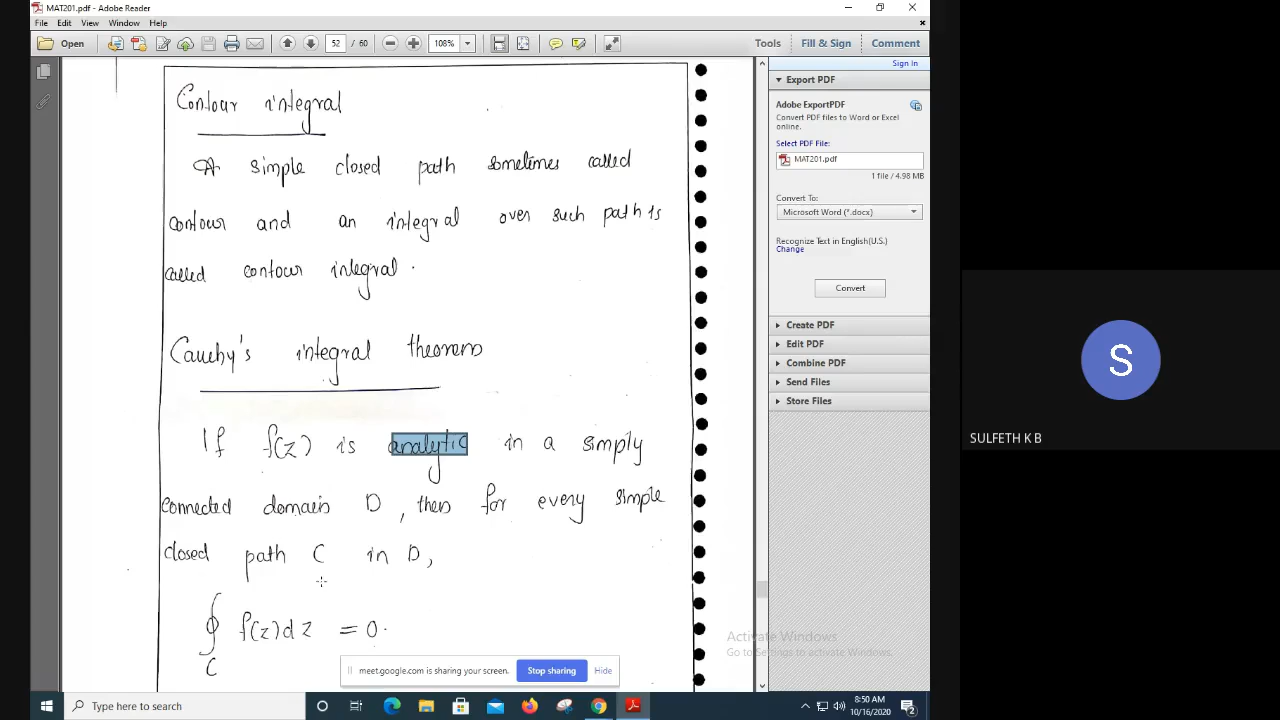 MAT201.pdf - Adobe Reader
File Edit View Window Help
Open 52 / 60 108% Tools Fill & Sign Comment
Sign In
Contour integral
A simple closed path sometimes called
contour and an integral over such path is
called contour integral.
Cauchy's integral theorem
If f(z) is analytic in a simply
connected domain D, then for every simple
closed path C in D,
∮ f(z)dz = 0.
C
Export PDF
Adobe ExportPDF
Convert PDF files to Word or Excel
online.
Select PDF File:
MAT201.pdf
1 file / 4.98 MB
Convert To:
Microsoft Word (*.docx)
Recognize Text in English(U.S.)
Change
Convert
Create PDF
Edit PDF
Combine PDF
Send Files
Store Files
Activate Windows
Go to Settings to activate Windows.
meet.google.com is sharing your screen. Stop sharing Hide
Type here to search
8:50 AM
10/16/2020
2
S
SULFETH K B